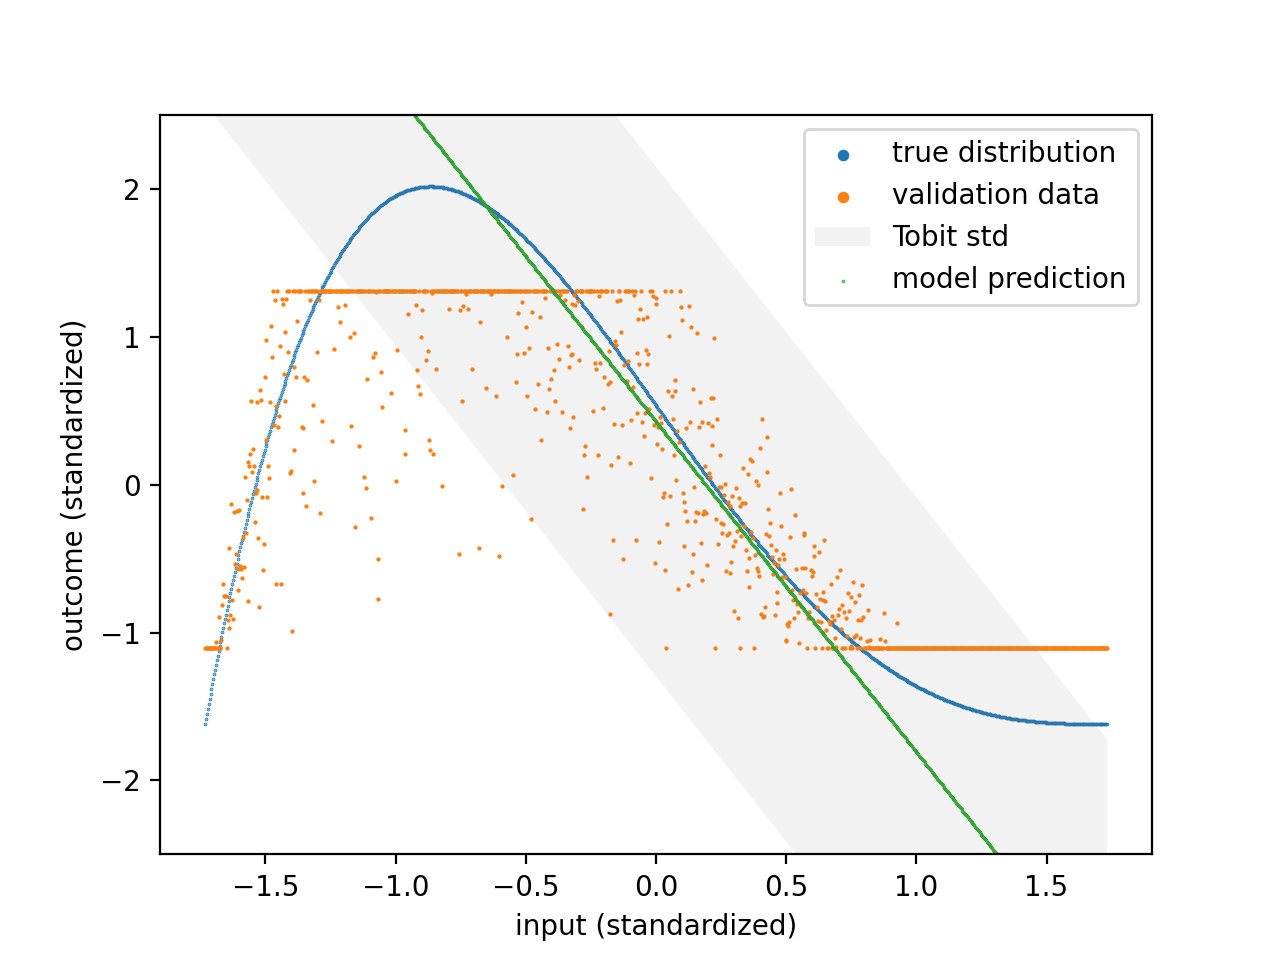 true distribution
validation data
Tobit std
model prediction
2
1
0
−1
−2
outcome (standardized)
−1.5
−1.0
−0.5
0.0
0.5
1.0
1.5
input (standardized)